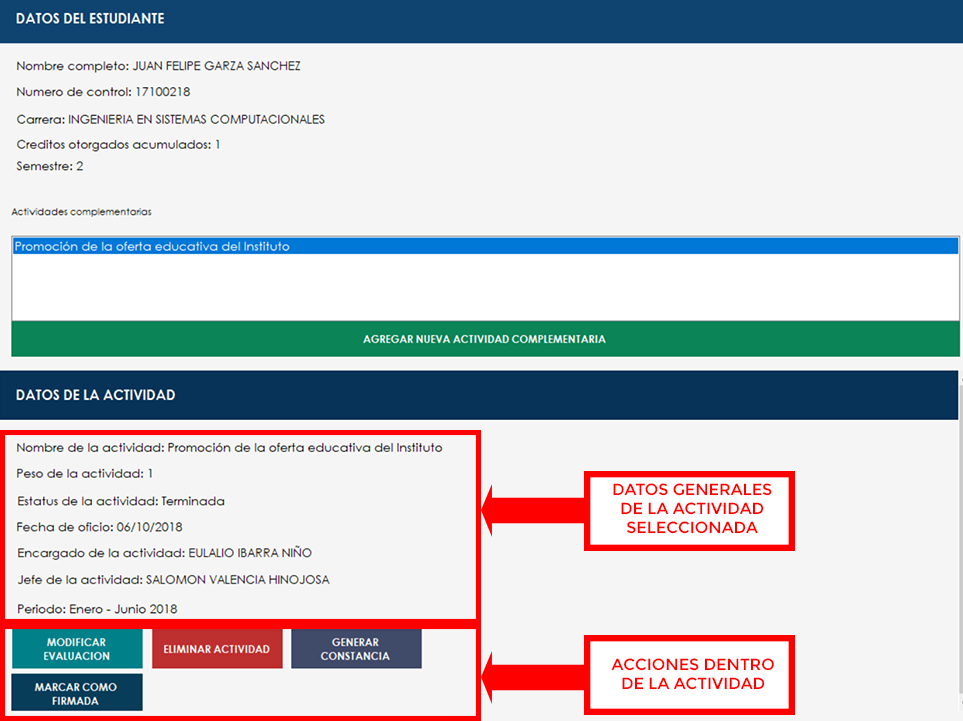 DATOS DEL ESTUDIANTE
Nombre completo: JUAN FELIPE GARZA SANCHEZ
Numero de control: 17100218
Carrera: INGENIERIA EN SISTEMAS COMPUTACIONALES
Creditos otorgados acumulados: 1
Semestre: 2
Actividades complementarias
Promoción de la oferta educativa del Instituto
AGREGAR NUEVA ACTIVIDAD COMPLEMENTARIA
DATOS DE LA ACTIVIDAD
Nombre de la actividad: Promoción de la oferta educativa del Instituto
Peso de la actividad: 1
Estatus de la actividad: Terminada
Fecha de oficio: 06/10/2018
Encargado de la actividad: EULALIO IBARRA NIÑO
Jefe de la actividad: SALOMON VALENCIA HINOJOSA
Periodo: Enero - Junio 2018
DATOS GENERALES
DE LA ACTIVIDAD
SELECCIONADA
MODIFICAR
EVALUACION
ELIMINAR ACTIVIDAD
GENERAR
CONSTANCIA
MARCAR COMO
FIRMADA
ACCIONES DENTRO
DE LA ACTIVIDAD